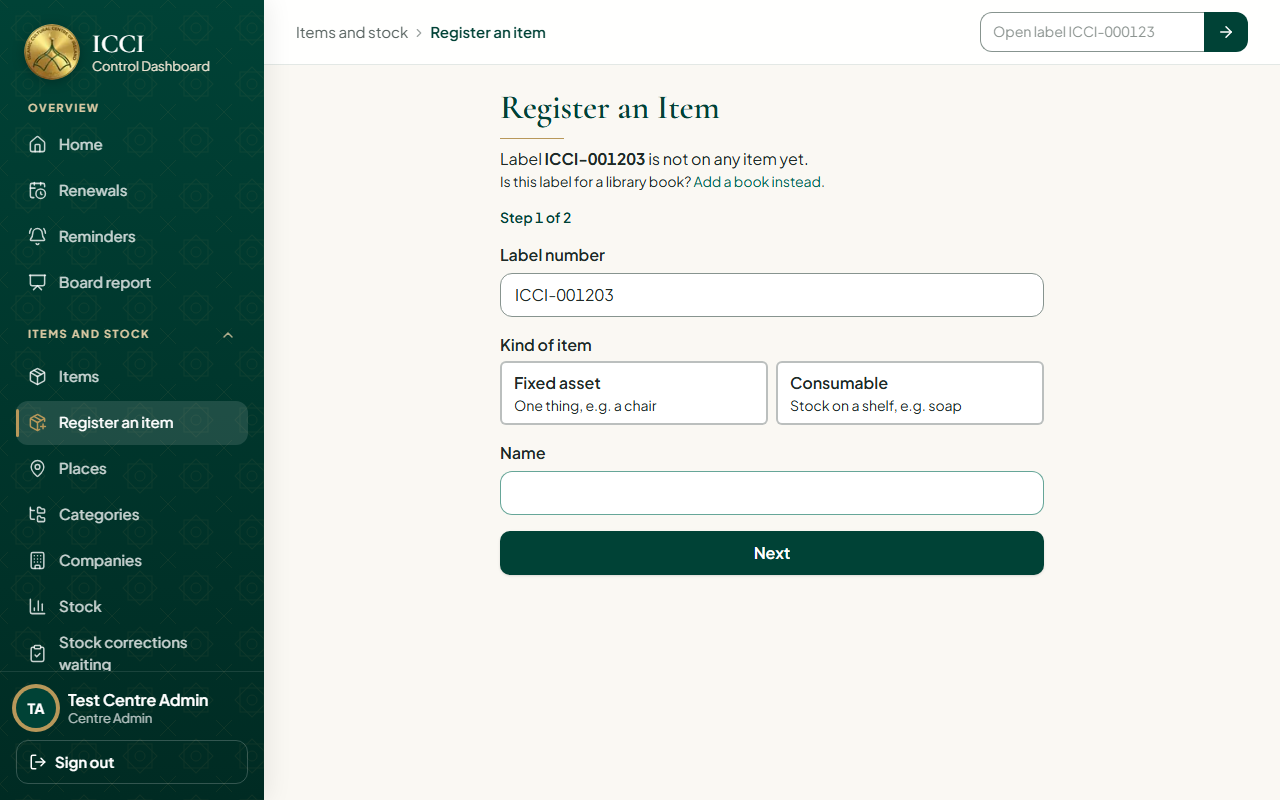 ICCI
Control Dashboard
OVERVIEW
Home
Renewals
Reminders
Board report
ITEMS AND STOCK
Items
Register an item
Places
Categories
Companies
Stock
Stock corrections
waiting
TA
Test Centre Admin
Centre Admin
Sign out
Items and stock
Register an item
Open label ICCI-000123
Register an Item
Label ICCI-001203 is not on any item yet.
Is this label for a library book? Add a book instead.
Step 1 of 2
Label number
ICCI-001203
Kind of item
Fixed asset
One thing, e.g. a chair
Consumable
Stock on a shelf, e.g. soap
Name
Next